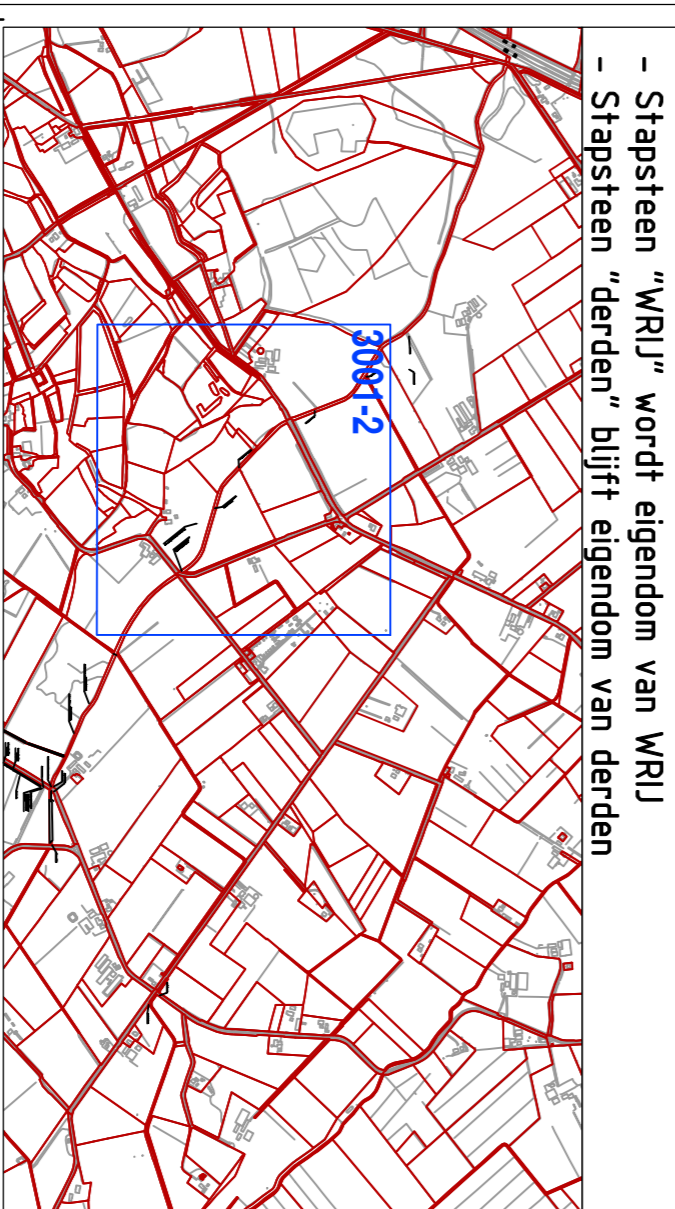 - Stapsteen "WRIJ" wordt eigendom van WRIJ
- Stapsteen "derden" blijft eigendom van derden
3001-2